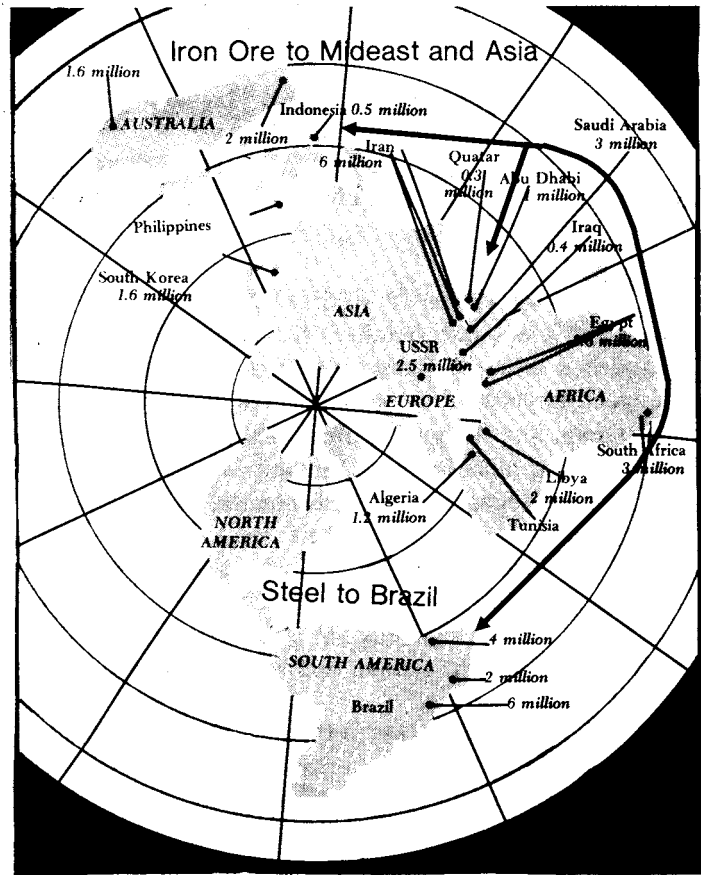 Iron Ore to Mideast and Asia
1.6 million
AUSTRALIA
2 million
Indonesia 0.5 million
Iran
6 million
Quatar
0.3
million
Abu Dhabi
1 million
Saudi Arabia
3 million
Iraq
0.4 million
Philippines
South Korea
1.6 million
ASIA
USSR
2.5 million
EUROPE
Egypt
million
AFRICA
South Africa
3 million
Libya
2 million
Tunisia
Algeria
1.2 million
NORTH
AMERICA
Steel to Brazil
4 million
SOUTH AMERICA
2 million
Brazil
6 million